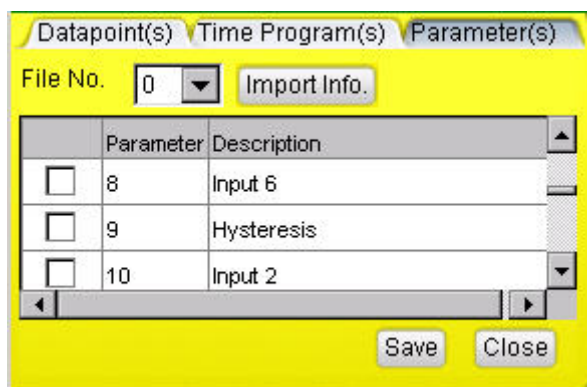 Datapoint(s) Time Program(s) Parameter(s)
File No. 0 Import Info.
Parameter Description
8 Input 6
9 Hysteresis
10 Input 2
Save Close